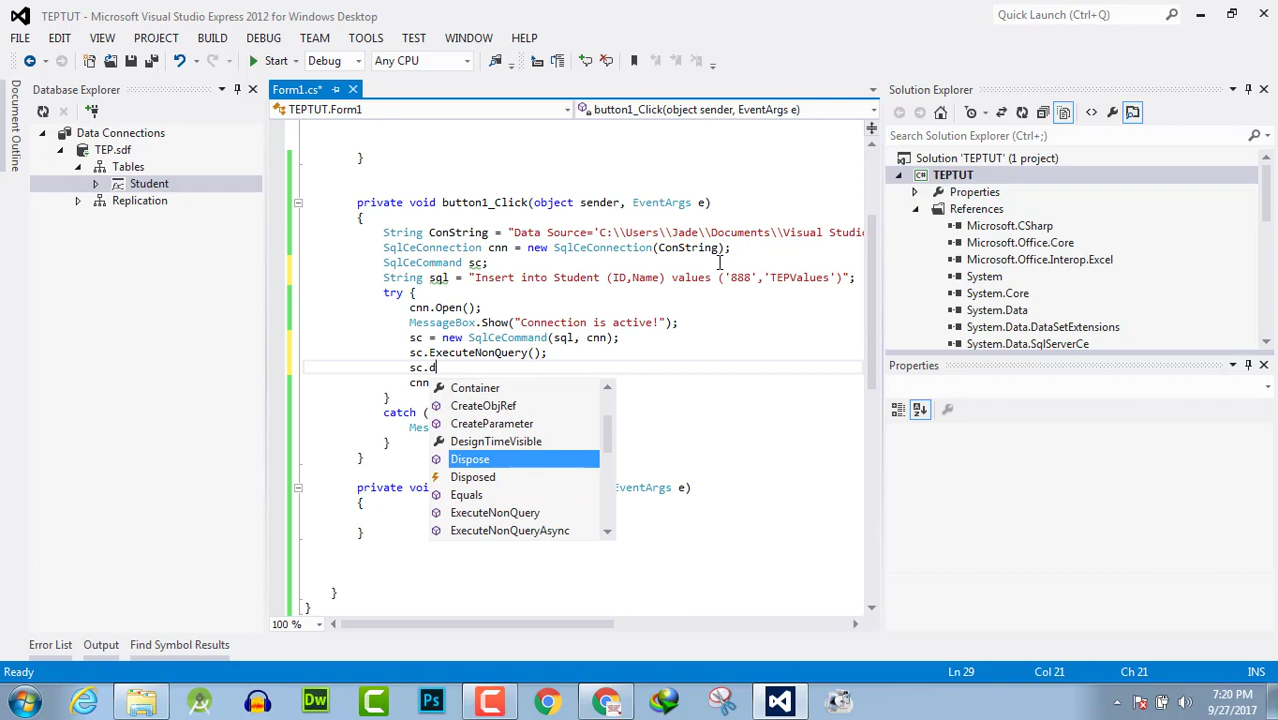 TEPTUT - Microsoft Visual Studio Express 2012 for Windows Desktop
Quick Launch (Ctrl+Q)
FILE EDIT VIEW PROJECT BUILD DEBUG TEAM TOOLS TEST WINDOW HELP
Start Debug Any CPU
Document Outline
Database Explorer
Data Connections
TEP.sdf
Tables
Student
Replication
Form1.cs*
TEPTUT.Form1
button1_Click(object sender, EventArgs e)
}
private void button1_Click(object sender, EventArgs e)
{
String ConString = "Data Source='C:\\Users\\Jade\\Documents\\Visual Studio
SqlCeConnection cnn = new SqlCeConnection(ConString);
SqlCeCommand sc;
String sql = "Insert into Student (ID,Name) values ('888','TEPValues')";
try {
cnn.Open();
MessageBox.Show("Connection is active!");
sc = new SqlCeCommand(sql, cnn);
sc.ExecuteNonQuery();
sc.d
cnn
}
catch (
Mes
}
}
private voi
EventArgs e)
{
}
}
}
Container
CreateObjRef
CreateParameter
DesignTimeVisible
Dispose
Disposed
Equals
ExecuteNonQuery
ExecuteNonQueryAsync
100 %
Solution Explorer
Search Solution Explorer (Ctrl+;)
Solution 'TEPTUT' (1 project)
C# TEPTUT
Properties
References
Microsoft.CSharp
Microsoft.Office.Core
Microsoft.Office.Interop.Excel
System
System.Core
System.Data
System.Data.DataSetExtensions
System.Data.SqlServerCe
Properties
Error List Output Find Symbol Results
Ready
Ln 29 Col 21 Ch 21 INS
Dw
Ps
7:20 PM
9/27/2017